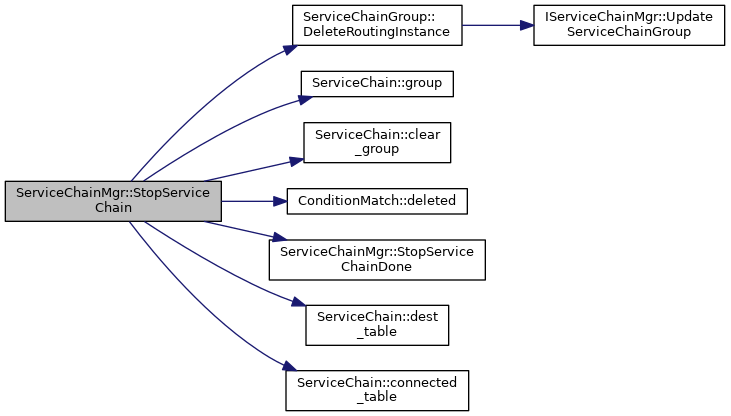 ServiceChainGroup::
DeleteRoutingInstance
IServiceChainMgr::Update
ServiceChainGroup
ServiceChain::group
ServiceChain::clear
_group
ServiceChainMgr::StopService
Chain
ConditionMatch::deleted
ServiceChainMgr::StopService
ChainDone
ServiceChain::dest
_table
ServiceChain::connected
_table